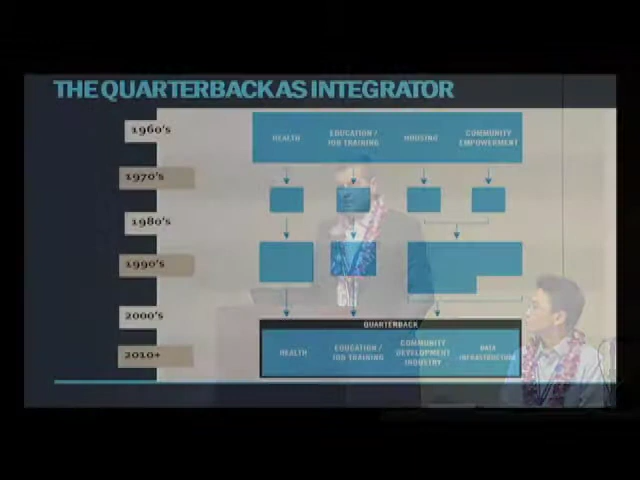 THE QUARTERBACK AS INTEGRATOR
1960's
HEALTH
EDUCATION /
JOB TRAINING
HOUSING
COMMUNITY
EMPOWERMENT
1970's
1980's
1990's
2000's
QUARTERBACK
2010+
HEALTH
EDUCATION /
JOB TRAINING
COMMUNITY
DEVELOPMENT
INDUSTRY
DATA
INFRASTRUCTURE